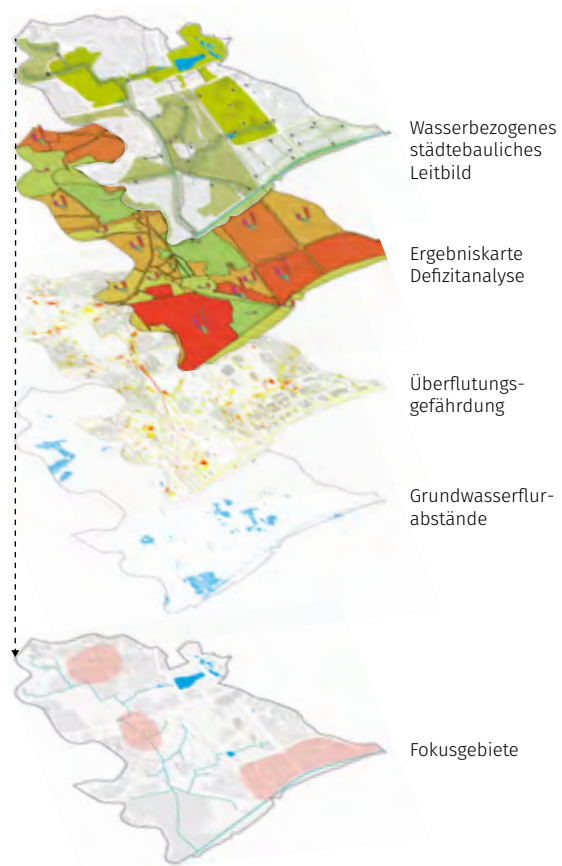 Wasserbezogenes
städtebauliches
Leitbild
Ergebniskarte
Defizitanalyse
Überflutungs-
gefährdung
Grundwasserflur-
abstände
Fokusgebiete